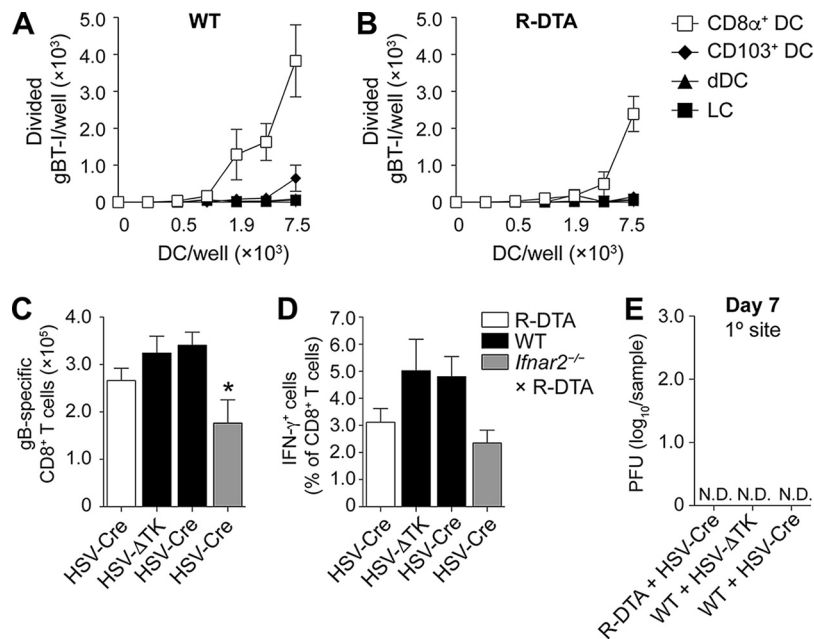 A
WT
Divided
gBT-I/well (×10³)
5.0
4.0
3.0
2.0
1.0
0
0 0.5 1.9 7.5
DC/well (×10³)
B
R-DTA
Divided
gBT-I/well (×10³)
5.0
4.0
3.0
2.0
1.0
0
0 0.5 1.9 7.5
DC/well (×10³)
CD8α⁺ DC
CD103⁺ DC
dDC
LC
C
gB-specific
CD8⁺ T cells (×10⁵)
4.0
3.0
2.0
1.0
0
*
HSV-Cre
HSV-ΔTK
HSV-Cre
HSV-Cre
D
IFN-γ⁺ cells
(% of CD8⁺ T cells)
7.0
6.0
5.0
4.0
3.0
2.0
1.0
0
HSV-Cre
HSV-ΔTK
HSV-Cre
HSV-Cre
R-DTA
WT
Ifnar2⁻/⁻
× R-DTA
E
Day 7
1º site
PFU (log₁₀/sample)
3.0
2.0
1.0
0
N.D. N.D. N.D.
R-DTA + HSV-Cre
WT + HSV-ΔTK
WT + HSV-Cre